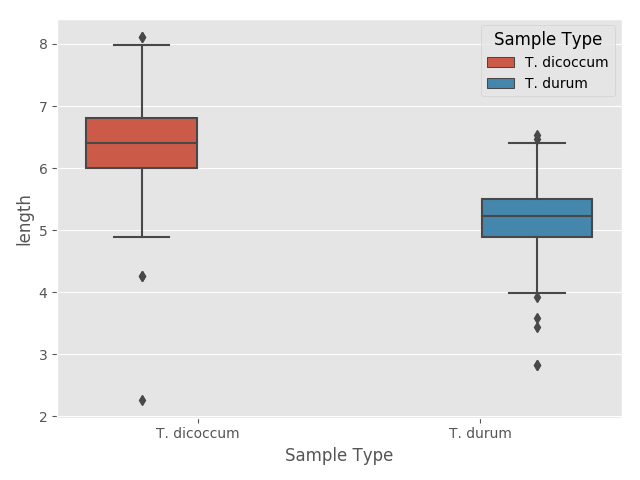 Sample Type
T. dicoccum
T. durum
8
7
6
5
4
3
2
length
T. dicoccum
T. durum
Sample Type